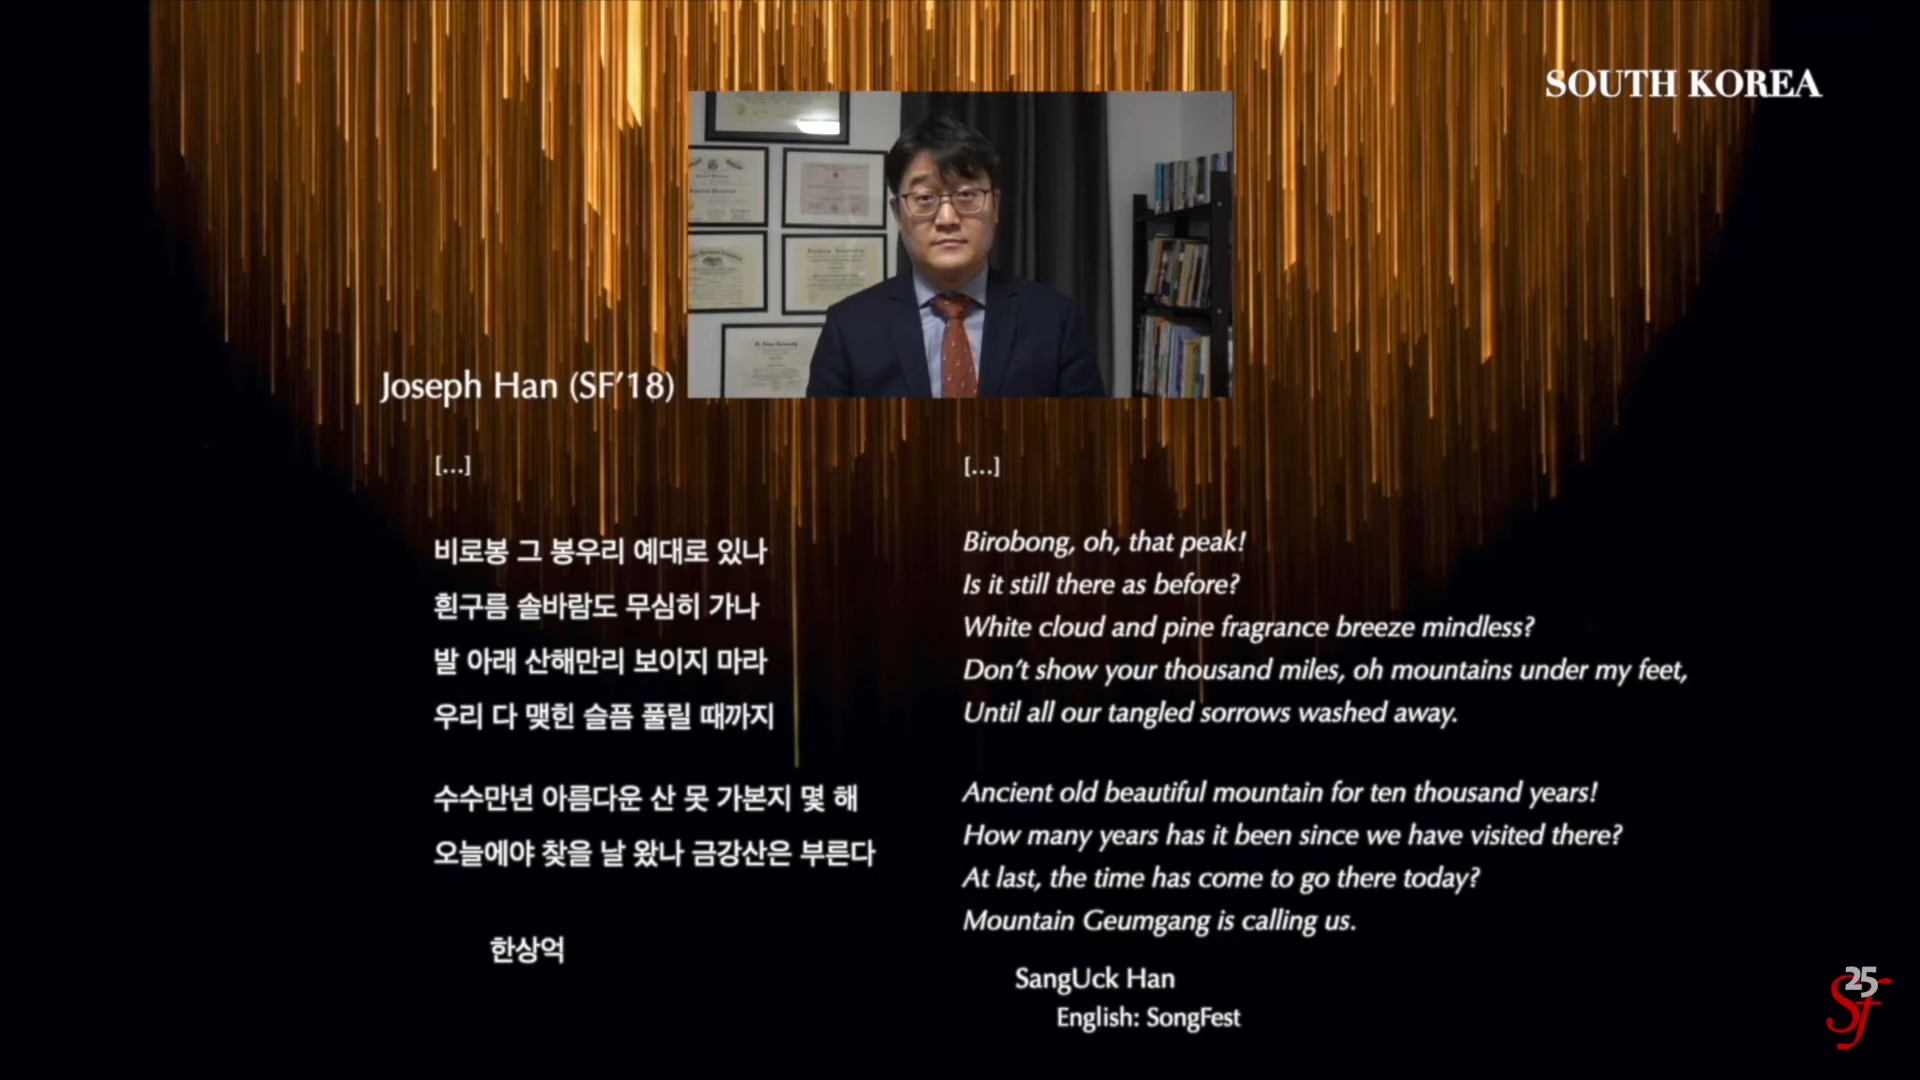 SOUTH KOREA
Joseph Han (SF’18)
[...]
비로봉 그 봉우리 예대로 있나
흰구름 솔바람도 무심히 가나
발 아래 산해만리 보이지 마라
우리 다 맺힌 슬픔 풀릴 때까지
수수만년 아름다운 산 못 가본지 몇 해
오늘에야 찾을 날 왔나 금강산은 부른다
한상억
[...]
Birobong, oh, that peak!
Is it still there as before?
White cloud and pine fragrance breeze mindless?
Don’t show your thousand miles, oh mountains under my feet,
Until all our tangled sorrows washed away.
Ancient old beautiful mountain for ten thousand years!
How many years has it been since we have visited there?
At last, the time has come to go there today?
Mountain Geumgang is calling us.
SangUck Han
English: SongFest
25
Sf